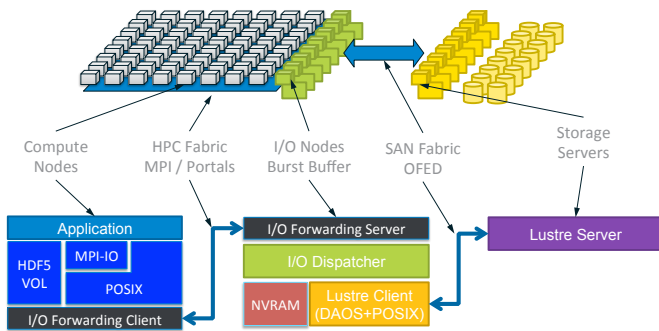 Compute
Nodes
HPC Fabric
MPI / Portals
I/O Nodes
Burst Buffer
SAN Fabric
OFED
Storage
Servers
Application
HDF5
VOL
MPI-IO
POSIX
I/O Forwarding Client
I/O Forwarding Server
I/O Dispatcher
NVRAM
Lustre Client
(DAOS+POSIX)
Lustre Server